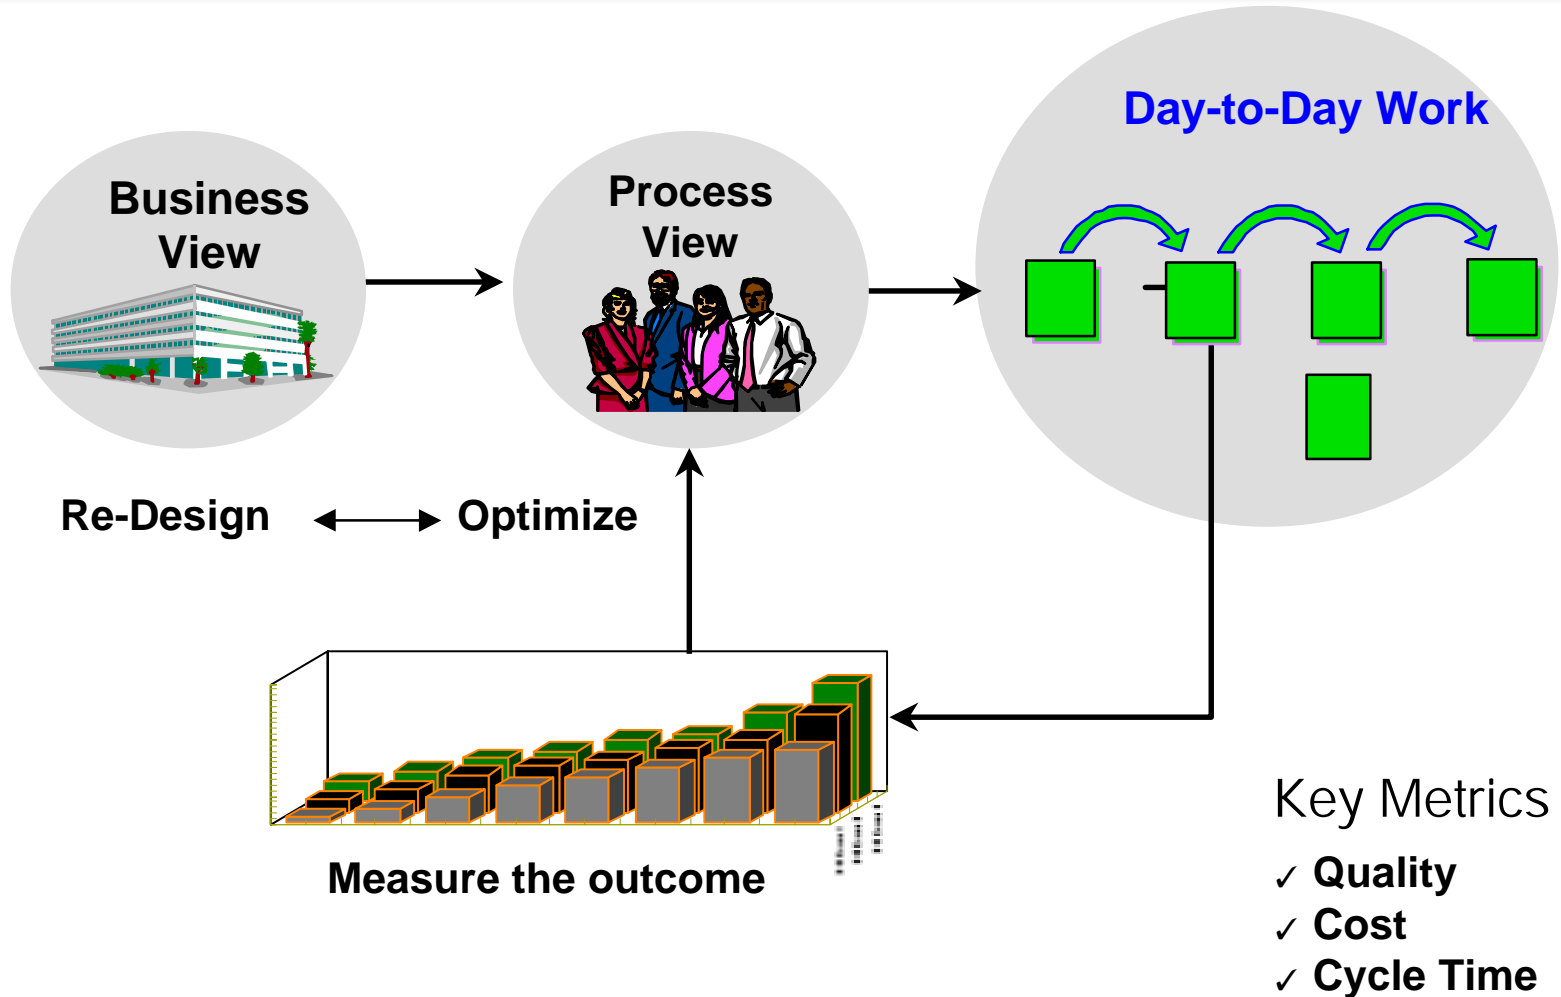 Day-to-Day Work
Business
View
Process
View
Re-Design
Optimize
Measure the outcome
Key Metrics
✓ Quality
✓ Cost
✓ Cycle Time